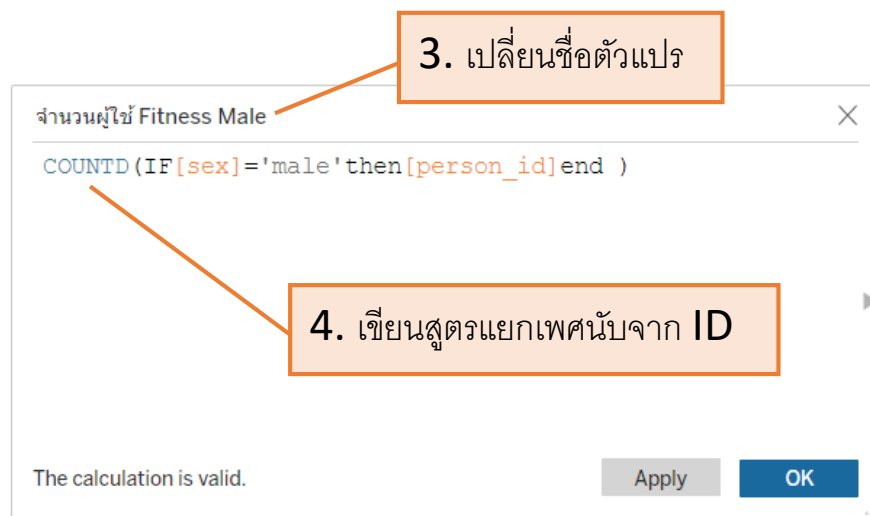 3. เปลี่ยนชื่อตัวแปร
จำนวนผู้ใช้ Fitness Male
COUNTD(IF[sex]='male'then[person_id]end )
4. เขียนสูตรแยกเพศนับจาก ID
The calculation is valid.
Apply
OK